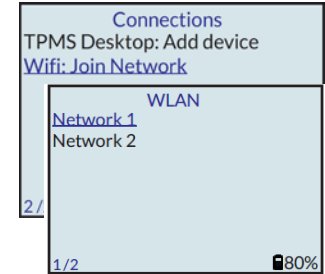 Connections
TPMS Desktop: Add device
Wifi: Join Network
WLAN
Network 1
Network 2
2/
1/2
80%